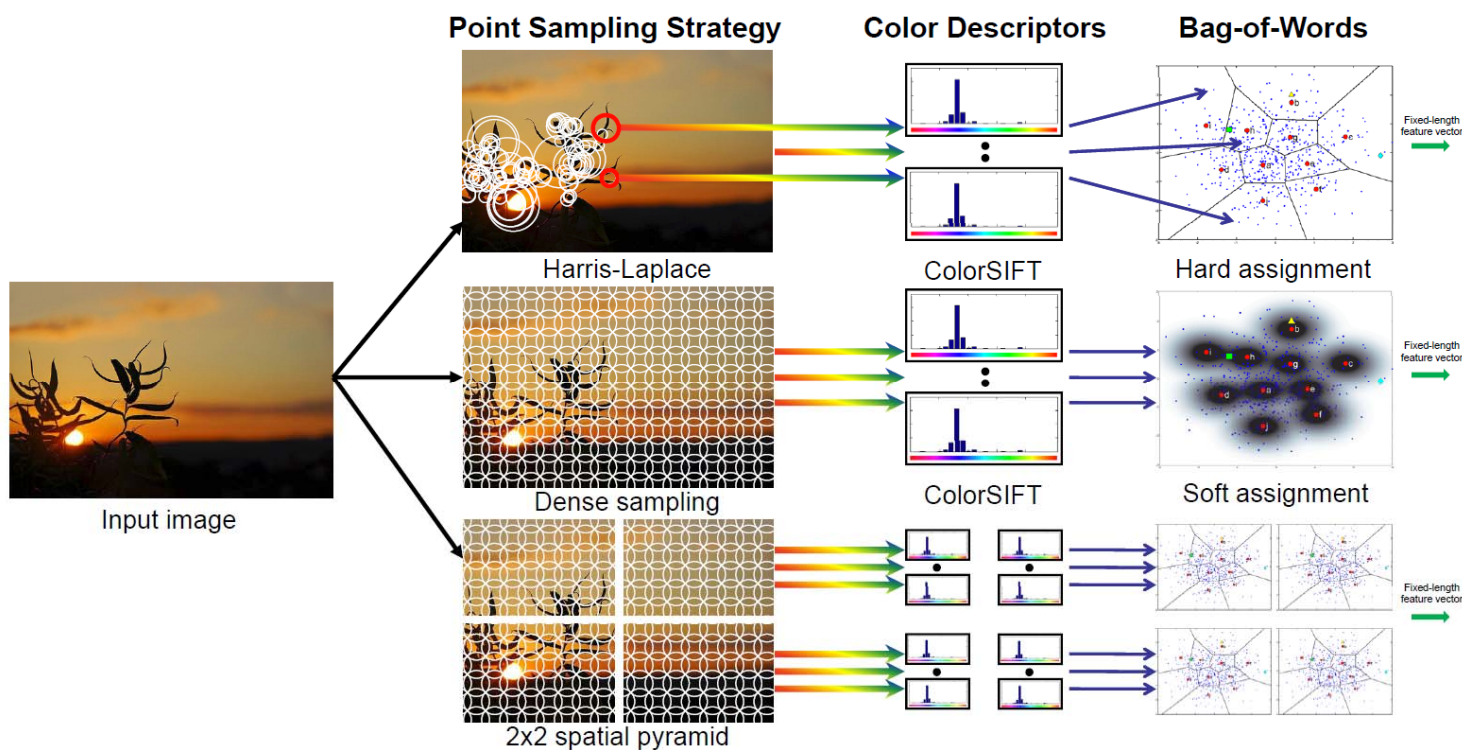 Point Sampling Strategy
Color Descriptors
Bag-of-Words
Fixed-length
feature vector
Harris-Laplace
ColorSIFT
Hard assignment
b
i
h
g
c
a
e
d
f
j
Fixed-length
feature vector
Input image
Dense sampling
ColorSIFT
Soft assignment
Fixed-length
feature vector
2x2 spatial pyramid